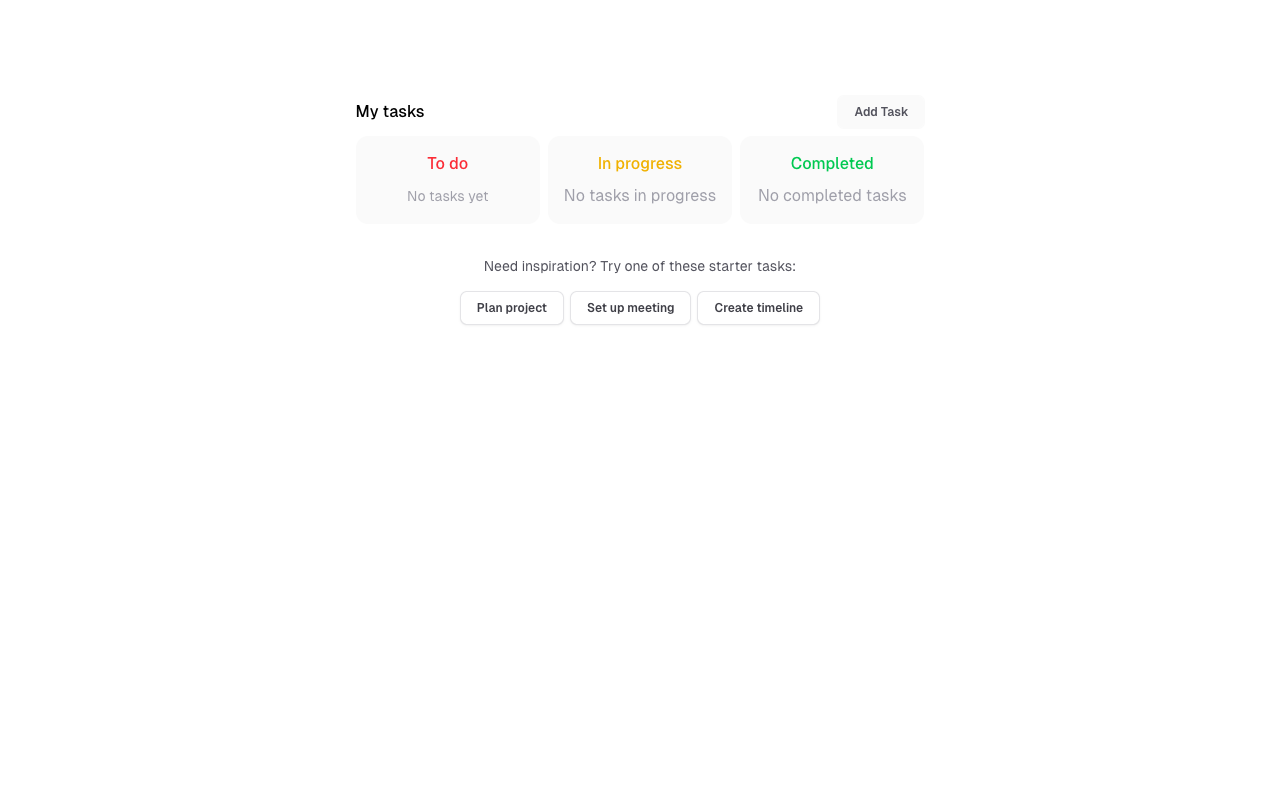 My tasks
Add Task
To do
In progress
Completed
No tasks yet
No tasks in progress
No completed tasks
Need inspiration? Try one of these starter tasks:
Plan project
Set up meeting
Create timeline